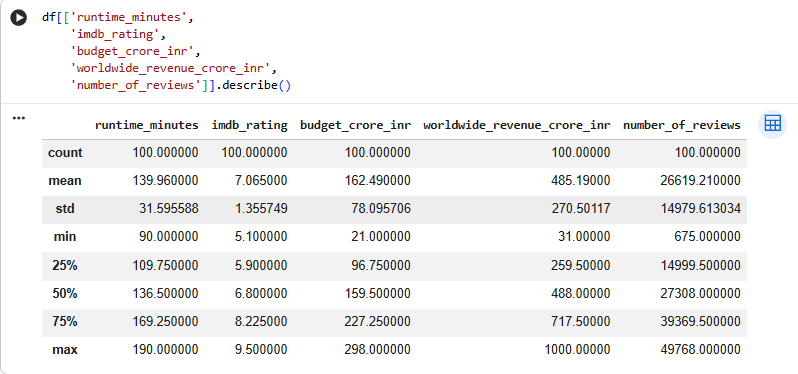 df[['runtime_minutes',
'imdb_rating',
'budget_crore_inr',
'worldwide_revenue_crore_inr',
'number_of_reviews']].describe()
runtime_minutes imdb_rating budget_crore_inr worldwide_revenue_crore_inr number_of_reviews
count 100.000000 100.000000 100.000000 100.00000 100.000000
mean 139.960000 7.065000 162.490000 485.19000 26619.210000
std 31.595588 1.355749 78.095706 270.50117 14979.613034
min 90.000000 5.100000 21.000000 31.00000 675.000000
25% 109.750000 5.900000 96.750000 259.50000 14999.500000
50% 136.500000 6.800000 159.500000 488.00000 27308.000000
75% 169.250000 8.225000 227.250000 717.50000 39369.500000
max 190.000000 9.500000 298.000000 1000.00000 49768.000000